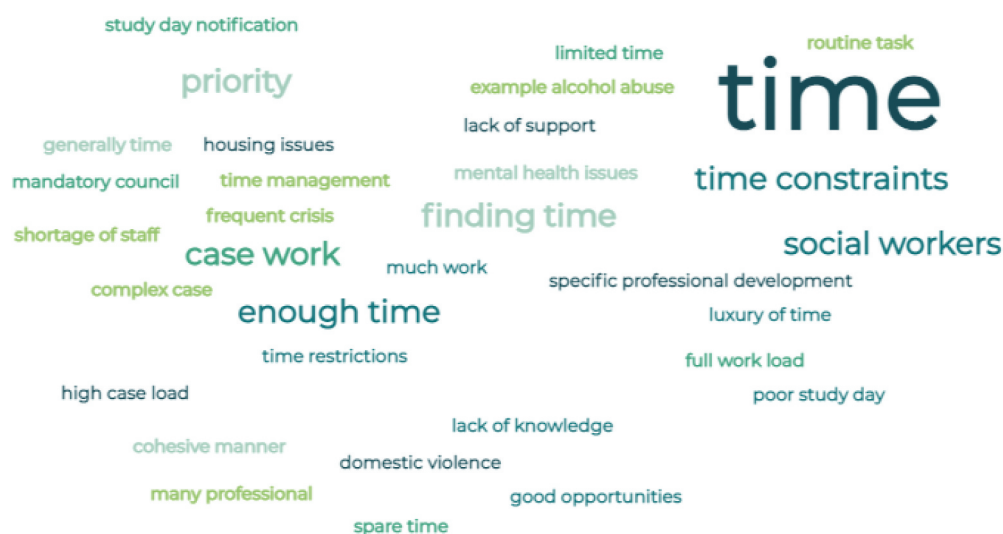 study day notification
routine task
limited time
priority
example alcohol abuse
time
lack of support
generally time
housing issues
mental health issues
time constraints
mandatory council
time management
frequent crisis
finding time
shortage of staff
case work
social workers
much work
specific professional development
complex case
enough time
luxury of time
time restrictions
full work load
high case load
poor study day
lack of knowledge
cohesive manner
domestic violence
many professional
good opportunities
spare time